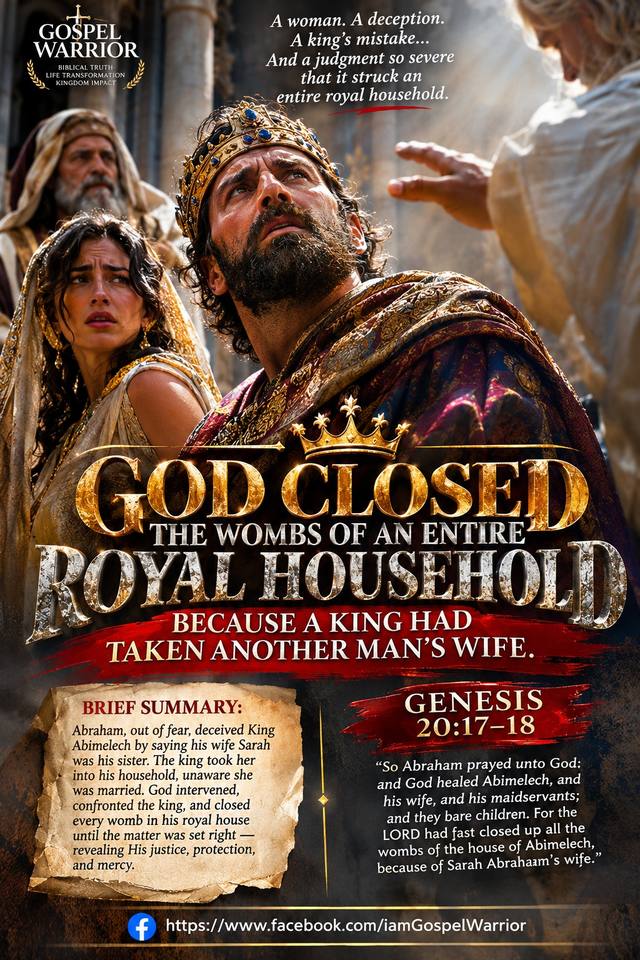 GOSPEL
WARRIOR
BIBLICAL TRUTH
LIFE TRANSFORMATION
KINGDOM IMPACT
A woman. A deception.
A king's mistake...
And a judgment so severe
that it struck an
entire royal household.
GOD CLOSED
THE WOMBS OF AN ENTIRE
ROYAL HOUSEHOLD
BECAUSE A KING HAD
TAKEN ANOTHER MAN'S WIFE.
BRIEF SUMMARY:
Abraham, out of fear, deceived King
Abimelech by saying his wife Sarah
was his sister. The king took her
into his household, unaware she
was married. God intervened,
confronted the king, and closed
every womb in his royal house
until the matter was set right —
revealing His justice, protection,
and mercy.
GENESIS
20:17–18
“So Abraham prayed unto God:
and God healed Abimelech, and
his wife, and his maidservants;
and they bare children. For the
LORD had fast closed up all the
wombs of the house of Abimelech,
because of Sarah Abraham's wife.”
https://www.facebook.com/iamGospelWarrior